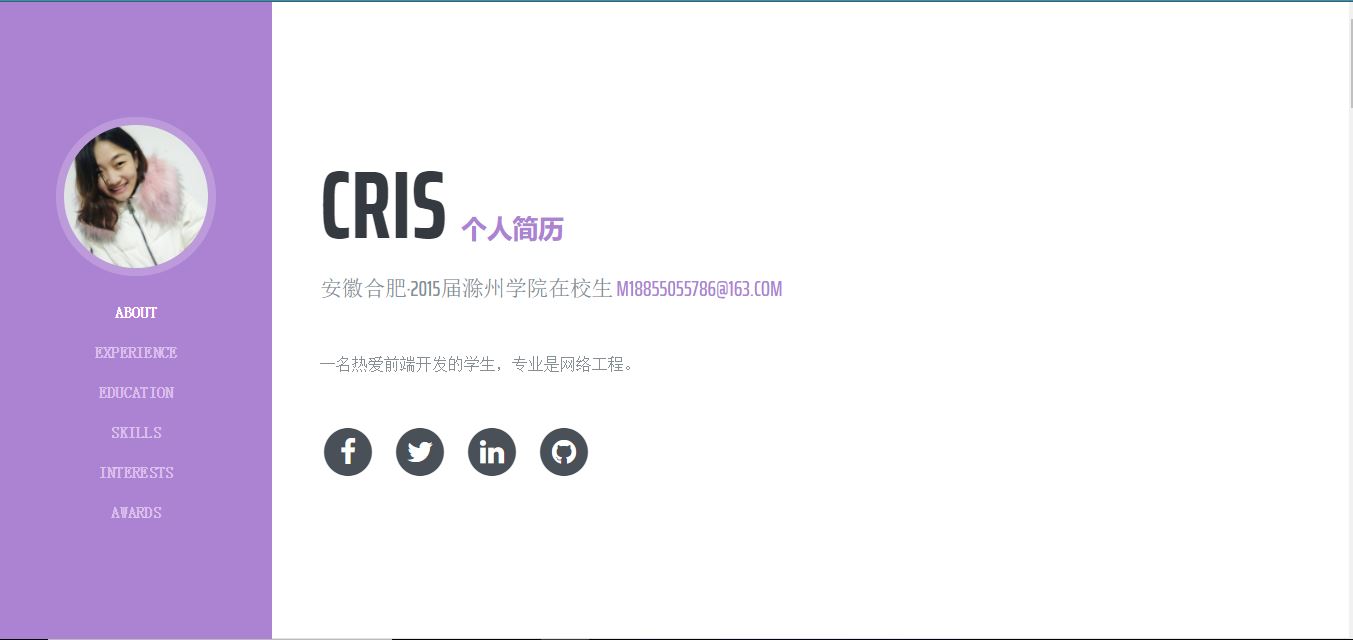 ABOUT
EXPERIENCE
EDUCATION
SKILLS
INTERESTS
AWARDS
CRIS 个人简历
安徽合肥·2015届滁州学院在校生 M18855055786@163.COM
一名热爱前端开发的学生，专业是网络工程。